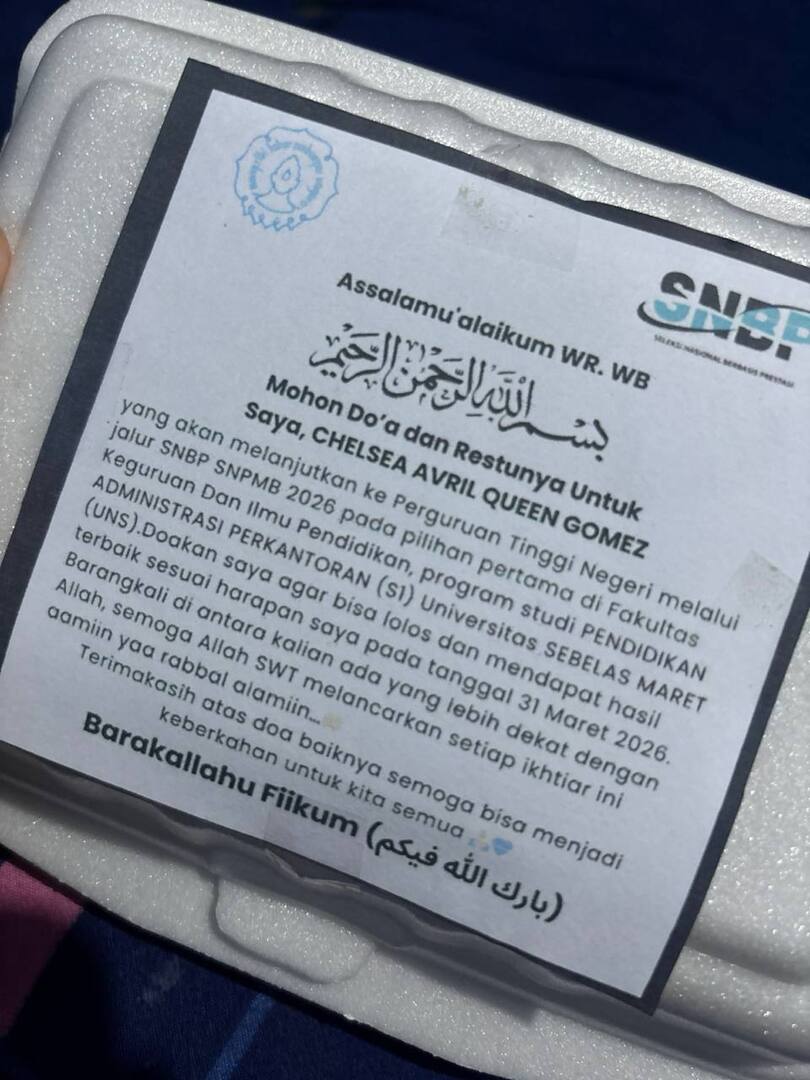 SNBP
SELEKSI NASIONAL BERBASIS PRESTASI
Assalamu'alaikum WR. WB
بسم الله الرحمن الرحيم
Mohon Do'a dan Restunya Untuk
Saya, CHELSEA AVRIL QUEEN GOMEZ
yang akan melanjutkan ke Perguruan Tinggi Negeri melalui
jalur SNBP SNPMB 2026 pada pilihan pertama di Fakultas
Keguruan Dan Ilmu Pendidikan, program studi PENDIDIKAN
ADMINISTRASI PERKANTORAN (S1) Universitas SEBELAS MARET
(UNS).Doakan saya agar bisa lolos dan mendapat hasil
terbaik sesuai harapan saya pada tanggal 31 Maret 2026.
Barangkali di antara kalian ada yang lebih dekat dengan
Allah, semoga Allah SWT melancarkan setiap ikhtiar ini
aamiin yaa rabbal alamiin...
Terimakasih atas doa baiknya semoga bisa menjadi
keberkahan untuk kita semua
Barakallahu Fiikum (بارك الله فيكم)